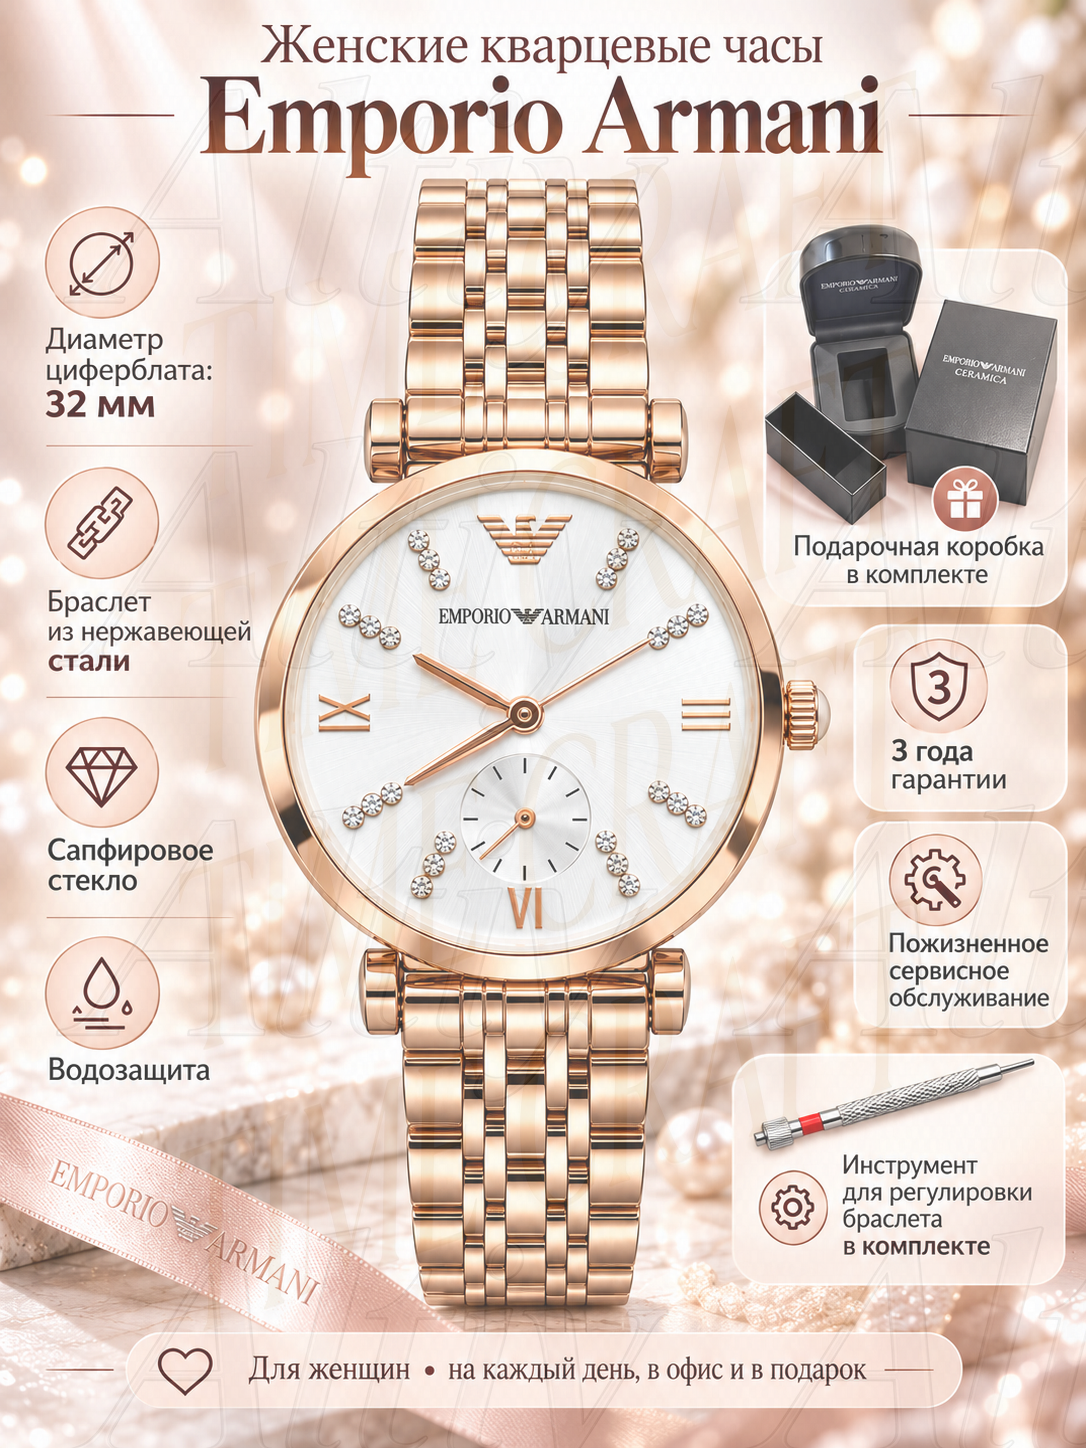 Женские кварцевые часы
Emporio Armani
Диаметр
циферблата:
32 мм
Браслет
из нержавеющей
стали
Сапфировое
стекло
Водозащита
EMPORIO ARMANI
CERAMICA
EMPORIO ARMANI
CERAMICA
Подарочная коробка
в комплекте
3
3 года
гарантии
Пожизненное
сервисное
обслуживание
Инструмент
для регулировки
браслета
в комплекте
EMPORIO ARMANI
IX
III
VI
EMPORIO ARMANI
Для женщин • на каждый день, в офис и в подарок